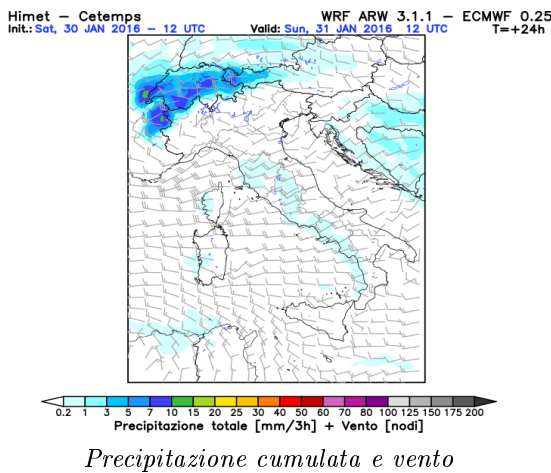 Himet – Cetemps WRF ARW 3.1.1 – ECMWF 0.25
Init.: Sat, 30 JAN 2016 – 12 UTC Valid: Sun, 31 JAN 2016 12 UTC T=+24h
0.2 1 3 5 7 10 15 20 25 30 40 50 60 70 80 100 125 150 175 200
Precipitazione totale [mm/3h] + Vento [nodi]
Precipitazione cumulata e vento